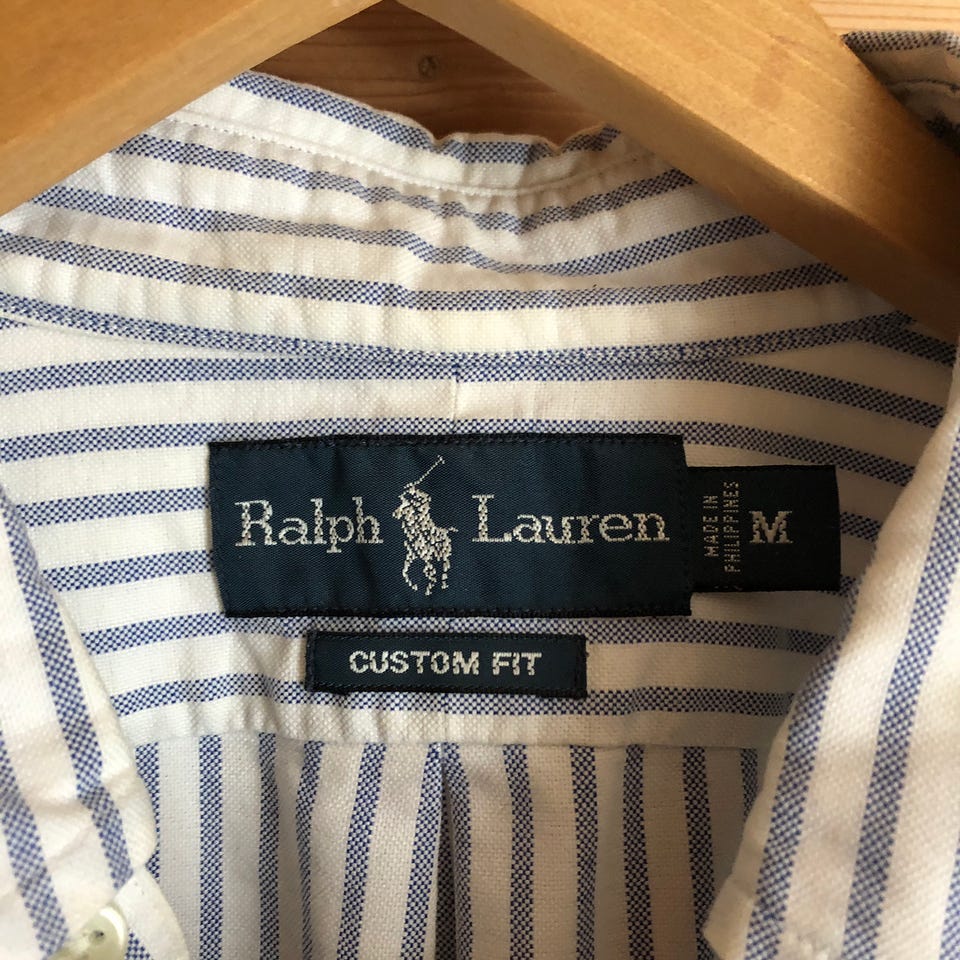 Ralph Lauren
MADE IN
PHILIPPINES
M
CUSTOM FIT